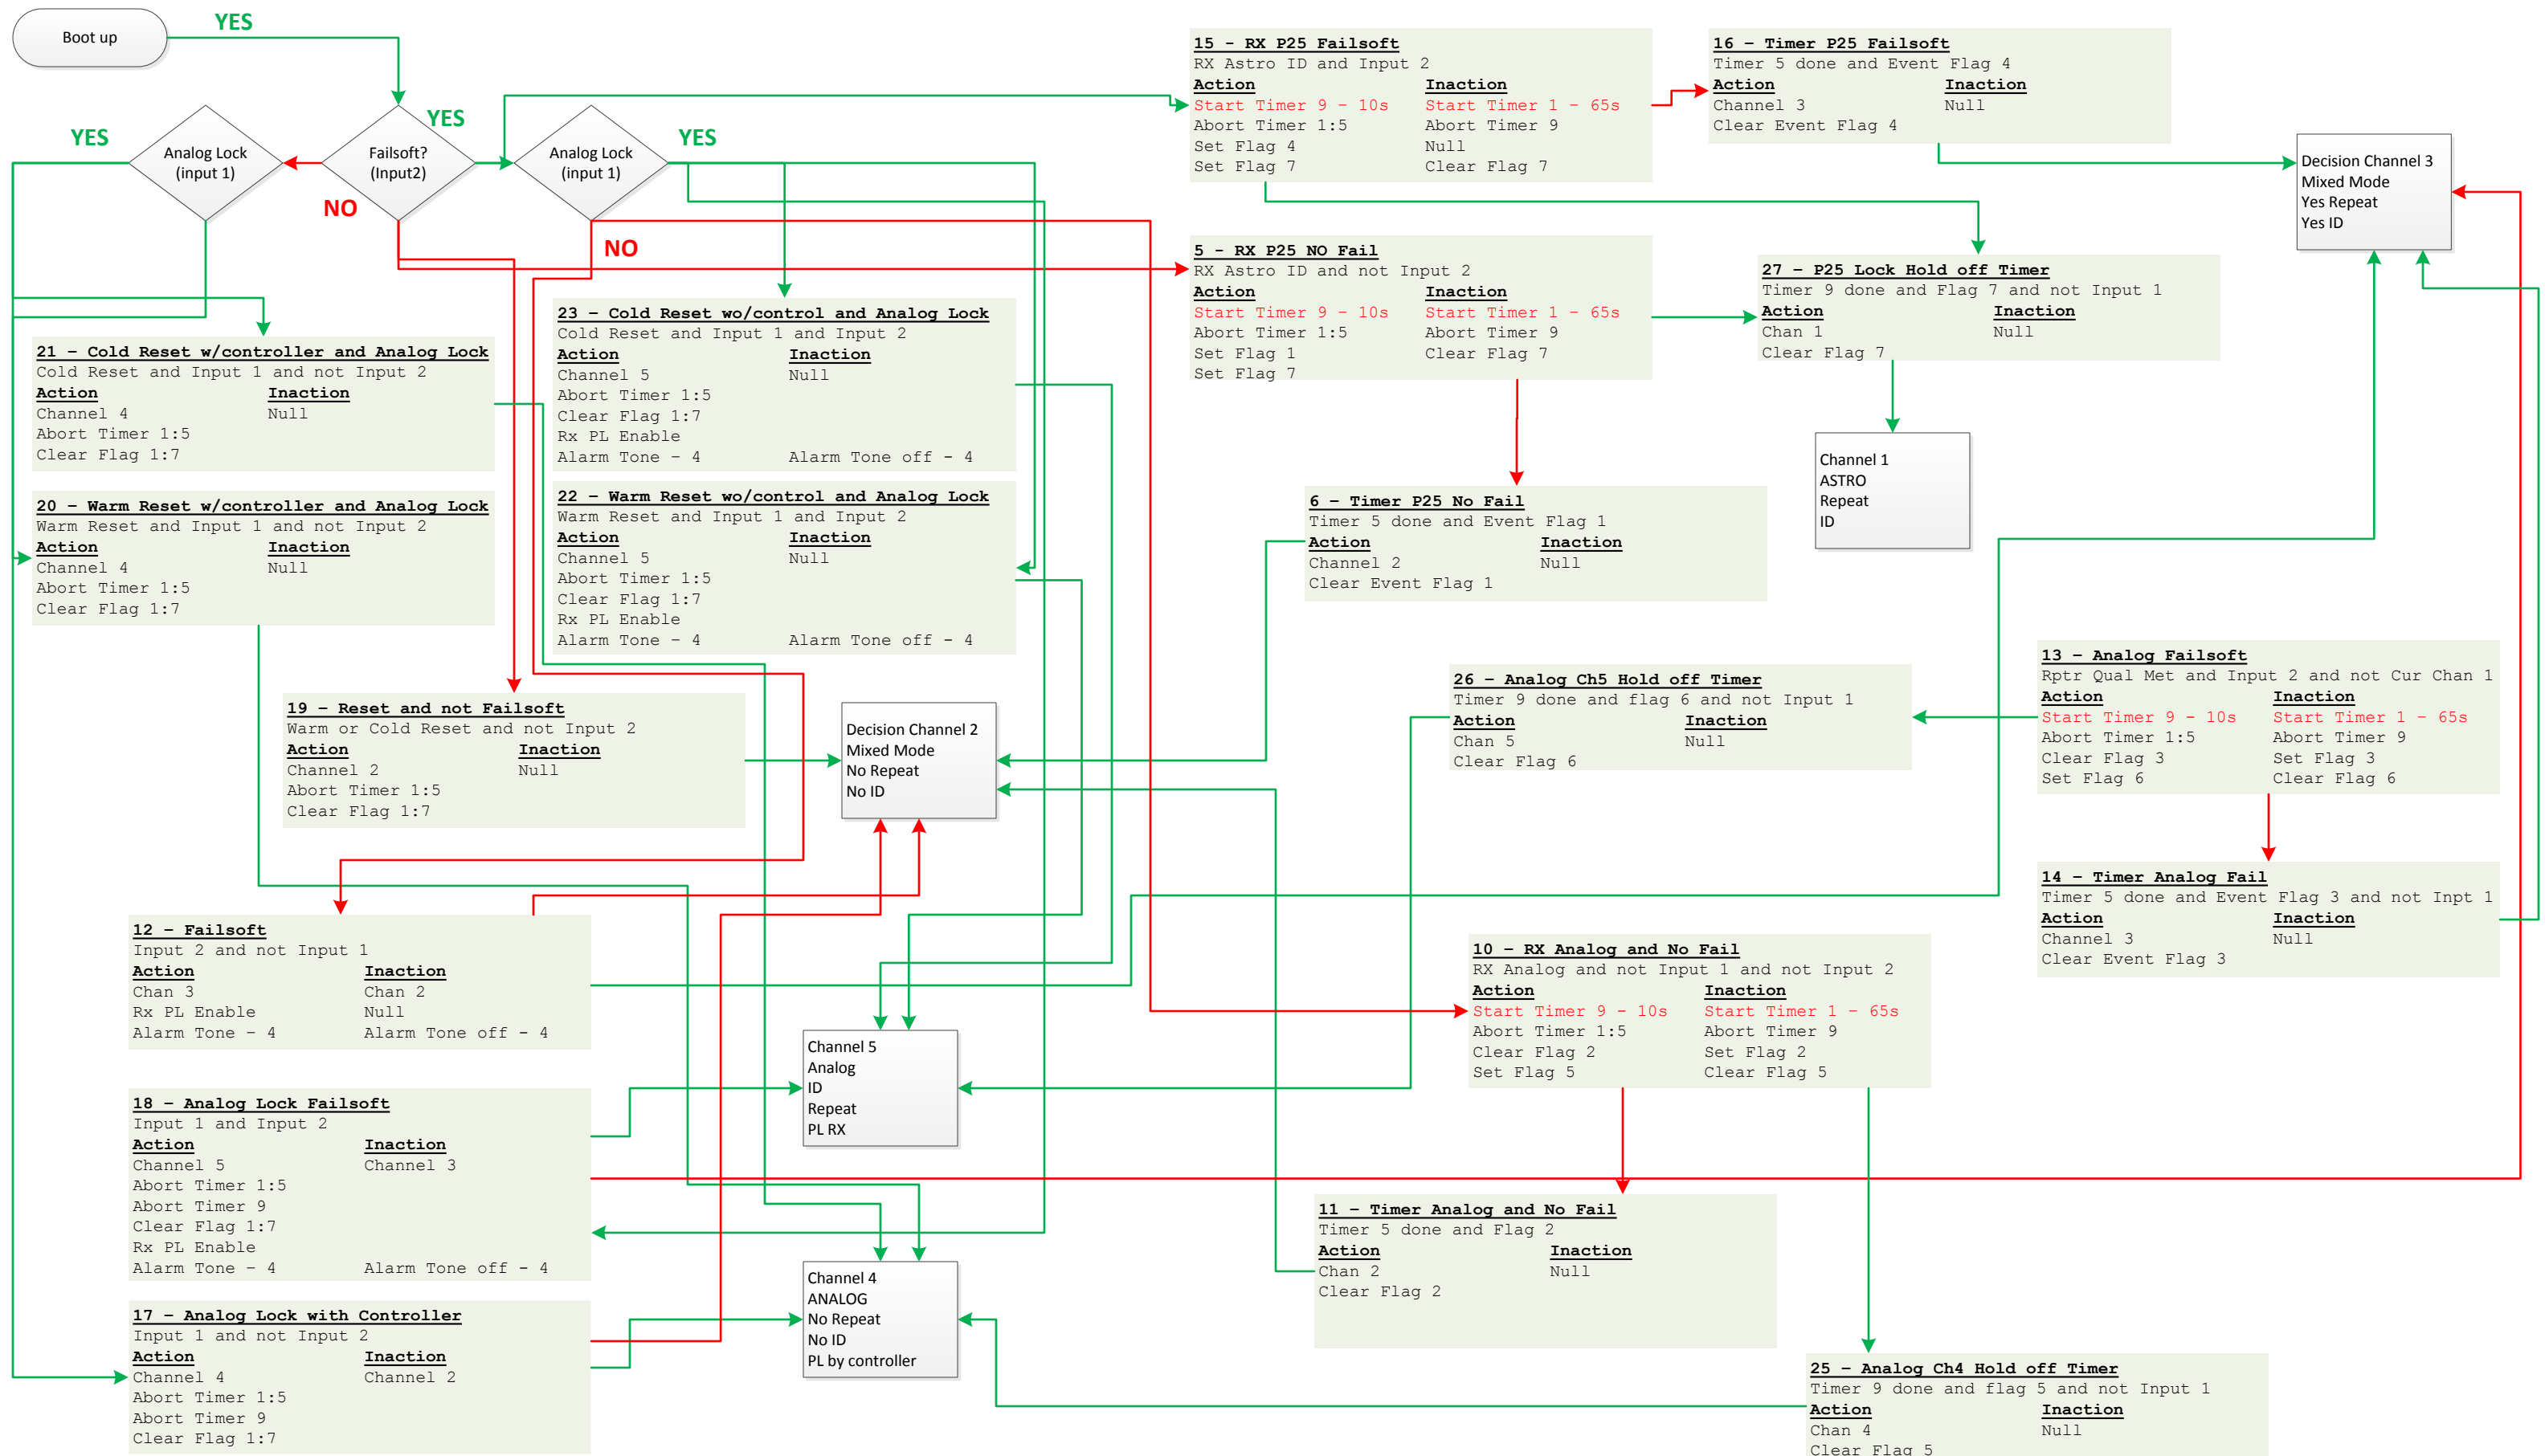 Boot up
YES
YES
Analog Lock
(input 1)
NO
Failsoft?
(Input2)
YES
Analog Lock
(input 1)
YES
NO
15 – RX P25 Failsoft
RX Astro ID and Input 2
Action Inaction
Start Timer 9 – 10s Start Timer 1 – 65s
Abort Timer 1:5 Abort Timer 9
Set Flag 4 Null
Set Flag 7 Clear Flag 7
16 – Timer P25 Failsoft
Timer 5 done and Event Flag 4
Action Inaction
Channel 3 Null
Clear Event Flag 4
Decision Channel 3
Mixed Mode
Yes Repeat
Yes ID
5 – RX P25 NO Fail
RX Astro ID and not Input 2
Action Inaction
Start Timer 9 – 10s Start Timer 1 – 65s
Abort Timer 1:5 Abort Timer 9
Set Flag 1 Clear Flag 7
Set Flag 7
27 – P25 Lock Hold off Timer
Timer 9 done and Flag 7 and not Input 1
Action Inaction
Chan 1 Null
Clear Flag 7
21 – Cold Reset w/controller and Analog Lock
Cold Reset and Input 1 and not Input 2
Action Inaction
Channel 4 Null
Abort Timer 1:5
Clear Flag 1:7
23 – Cold Reset wo/control and Analog Lock
Cold Reset and Input 1 and Input 2
Action Inaction
Channel 5 Null
Abort Timer 1:5
Clear Flag 1:7
Rx PL Enable
Alarm Tone – 4 Alarm Tone off - 4
Channel 1
ASTRO
Repeat
ID
20 – Warm Reset w/controller and Analog Lock
Warm Reset and Input 1 and not Input 2
Action Inaction
Channel 4 Null
Abort Timer 1:5
Clear Flag 1:7
22 – Warm Reset wo/control and Analog Lock
Warm Reset and Input 1 and Input 2
Action Inaction
Channel 5 Null
Abort Timer 1:5
Clear Flag 1:7
Rx PL Enable
Alarm Tone – 4 Alarm Tone off - 4
6 – Timer P25 No Fail
Timer 5 done and Event Flag 1
Action Inaction
Channel 2 Null
Clear Event Flag 1
19 – Reset and not Failsoft
Warm or Cold Reset and not Input 2
Action Inaction
Channel 2 Null
Abort Timer 1:5
Clear Flag 1:7
Decision Channel 2
Mixed Mode
No Repeat
No ID
26 – Analog Ch5 Hold off Timer
Timer 9 done and flag 6 and not Input 1
Action Inaction
Chan 5 Null
Clear Flag 6
13 – Analog Failsoft
Rptr Qual Met and Input 2 and not Cur Chan 1
Action Inaction
Start Timer 9 - 10s Start Timer 1 – 65s
Abort Timer 1:5 Abort Timer 9
Clear Flag 3 Set Flag 3
Set Flag 6 Clear Flag 6
14 – Timer Analog Fail
Timer 5 done and Event Flag 3 and not Inpt 1
Action Inaction
Channel 3 Null
Clear Event Flag 3
12 – Failsoft
Input 2 and not Input 1
Action Inaction
Chan 3 Chan 2
Rx PL Enable Null
Alarm Tone – 4 Alarm Tone off - 4
10 – RX Analog and No Fail
RX Analog and not Input 1 and not Input 2
Action Inaction
Start Timer 9 - 10s Start Timer 1 – 65s
Abort Timer 1:5 Abort Timer 9
Clear Flag 2 Set Flag 2
Set Flag 5 Clear Flag 5
Channel 5
Analog
ID
Repeat
PL RX
18 – Analog Lock Failsoft
Input 1 and Input 2
Action Inaction
Channel 5 Channel 3
Abort Timer 1:5
Abort Timer 9
Clear Flag 1:7
Rx PL Enable
Alarm Tone – 4 Alarm Tone off - 4
11 – Timer Analog and No Fail
Timer 5 done and Flag 2
Action Inaction
Chan 2 Null
Clear Flag 2
Channel 4
ANALOG
No Repeat
No ID
PL by controller
17 – Analog Lock with Controller
Input 1 and not Input 2
Action Inaction
Channel 4 Channel 2
Abort Timer 1:5
Abort Timer 9
Clear Flag 1:7
25 – Analog Ch4 Hold off Timer
Timer 9 done and flag 5 and not Input 1
Action Inaction
Chan 4 Null
Clear Flag 5